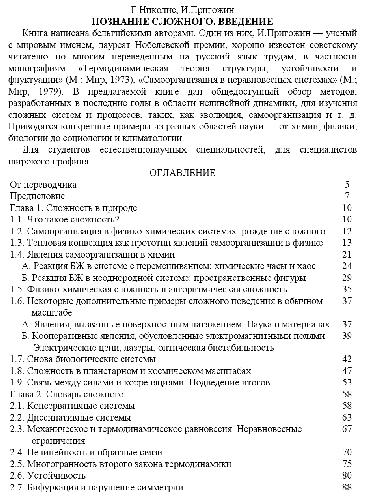 Г.Николис, И.Пригожин
ПОЗНАНИЕ СЛОЖНОГО. ВВЕДЕНИЕ
Книга написана бельгийскими авторами. Один из них, И.Пригожин — ученый
с мировым именем, лауреат Нобелевской премии, хорошо известен советскому
читателю по многим переведенным на русский язык трудам, в частности
монографиям «Термодинамическая теория структуры, устойчивости и
флуктуаций» (М.: Мир, 1973), «Самоорганизация в неравновесных системах» (М.:
Мир, 1979). В предлагаемой книге дан общедоступный обзор методов,
разработанных в последние годы в области нелинейной динамики, для изучения
сложных систем и процессов, таких, как эволюция, самоорганизация и т. д.
Приводятся конкретные примеры из разных областей науки — от химии, физики,
биологии до социологии и климатологии.
Для студентов естественнонаучных специальностей, для специалистов
широкого профиля.
ОГЛАВЛЕНИЕ
От переводчика 5
Предисловие 7
Глава 1. Сложность в природе 10
1.1. Что такое сложность? 10
1.2. Самоорганизация в физико-химических системах: рождение сложного 12
1.3. Тепловая конвекция как прототип явлений самоорганизации в физике 13
1.4. Явления самоорганизации в химии 21
А. Реакция БЖ в системе с перемешиванием: химические часы и хаос 24
Б. Реакция БЖ в неоднородной системе: пространственные фигуры 29
1.5. Физико-химическая сложность и алгоритмическая сложность 35
1.6. Некоторые дополнительные примеры сложного поведения в обычном 37
масштабе
А. Явления, вызванные поверхностным натяжением. Наука о материалах 37
Б. Кооперативные явления, обусловленные электромагнитными полями. 39
Электрические цепи, лазеры, оптическая бистабильность
1.7. Снова биологические системы 42
1.8. Сложность в планетарном и космическом масштабах 47
1.9. Связь между силами и корреляциями. Подведение итогов 53
Глава 2. Словарь сложного 58
2.1. Консервативные системы 58
2.2. Диссипативные системы 63
2.3. Механическое и термодинамическое равновесия. Неравновесные 67
ограничения
2.4. Нелинейность и обратные связи 70
2.5. Многогранность второго закона термодинамики 75
2.6. Устойчивость 80
2.7. Бифуркации и нарушение симметрии 88